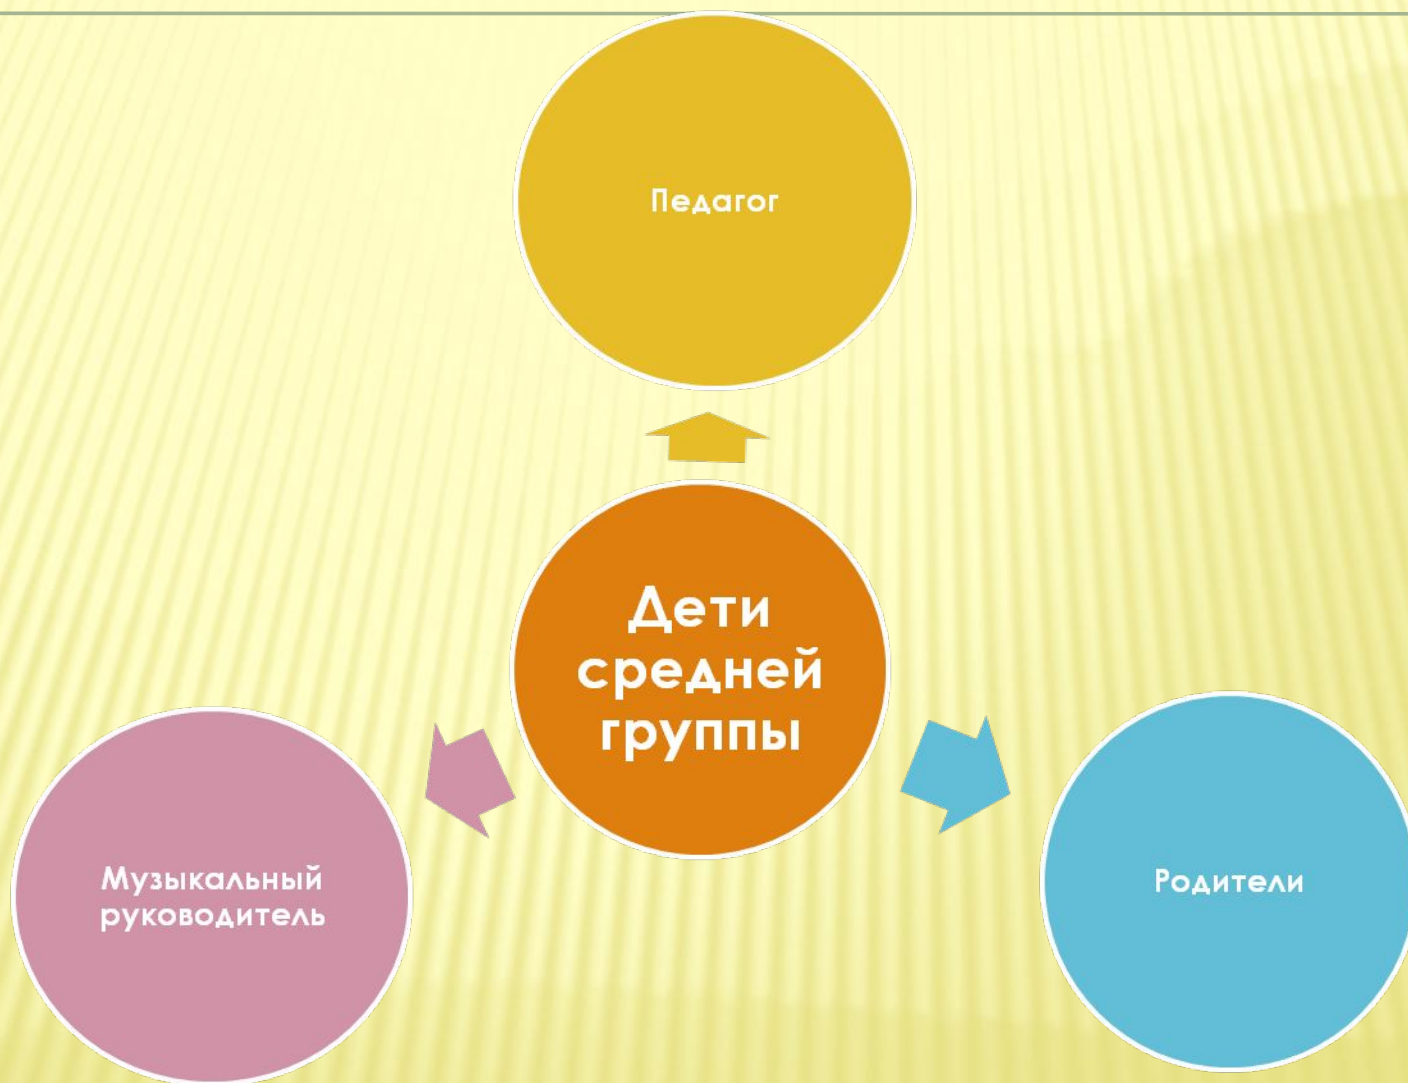 Педагог
Дети
средней
группы
Музыкальный
руководитель
Родители